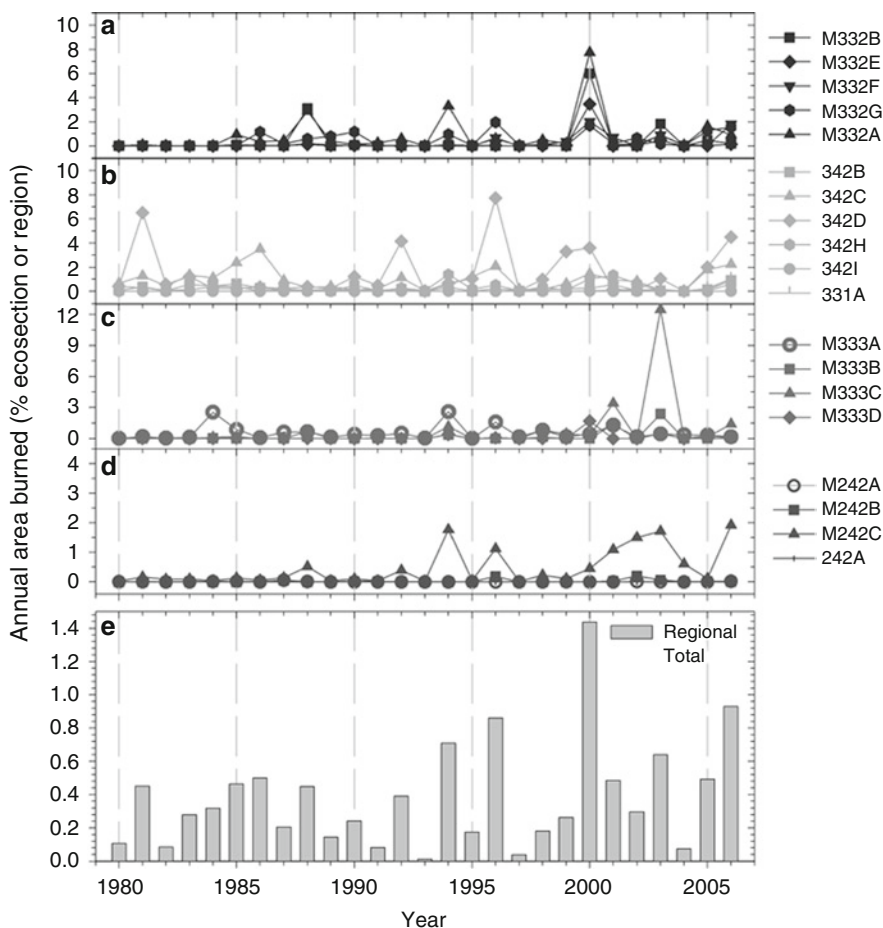 Annual area burned (% ecosection or region)
a
10
8
6
4
2
0
M332B
M332E
M332F
M332G
M332A
b
10
8
6
4
2
0
342B
342C
342D
342H
342I
331A
c
12
9
6
3
0
M333A
M333B
M333C
M333D
d
4
3
2
1
0
M242A
M242B
M242C
242A
e
1.4
1.2
1.0
0.8
0.6
0.4
0.2
0.0
Regional
Total
1980 1985 1990 1995 2000 2005
Year